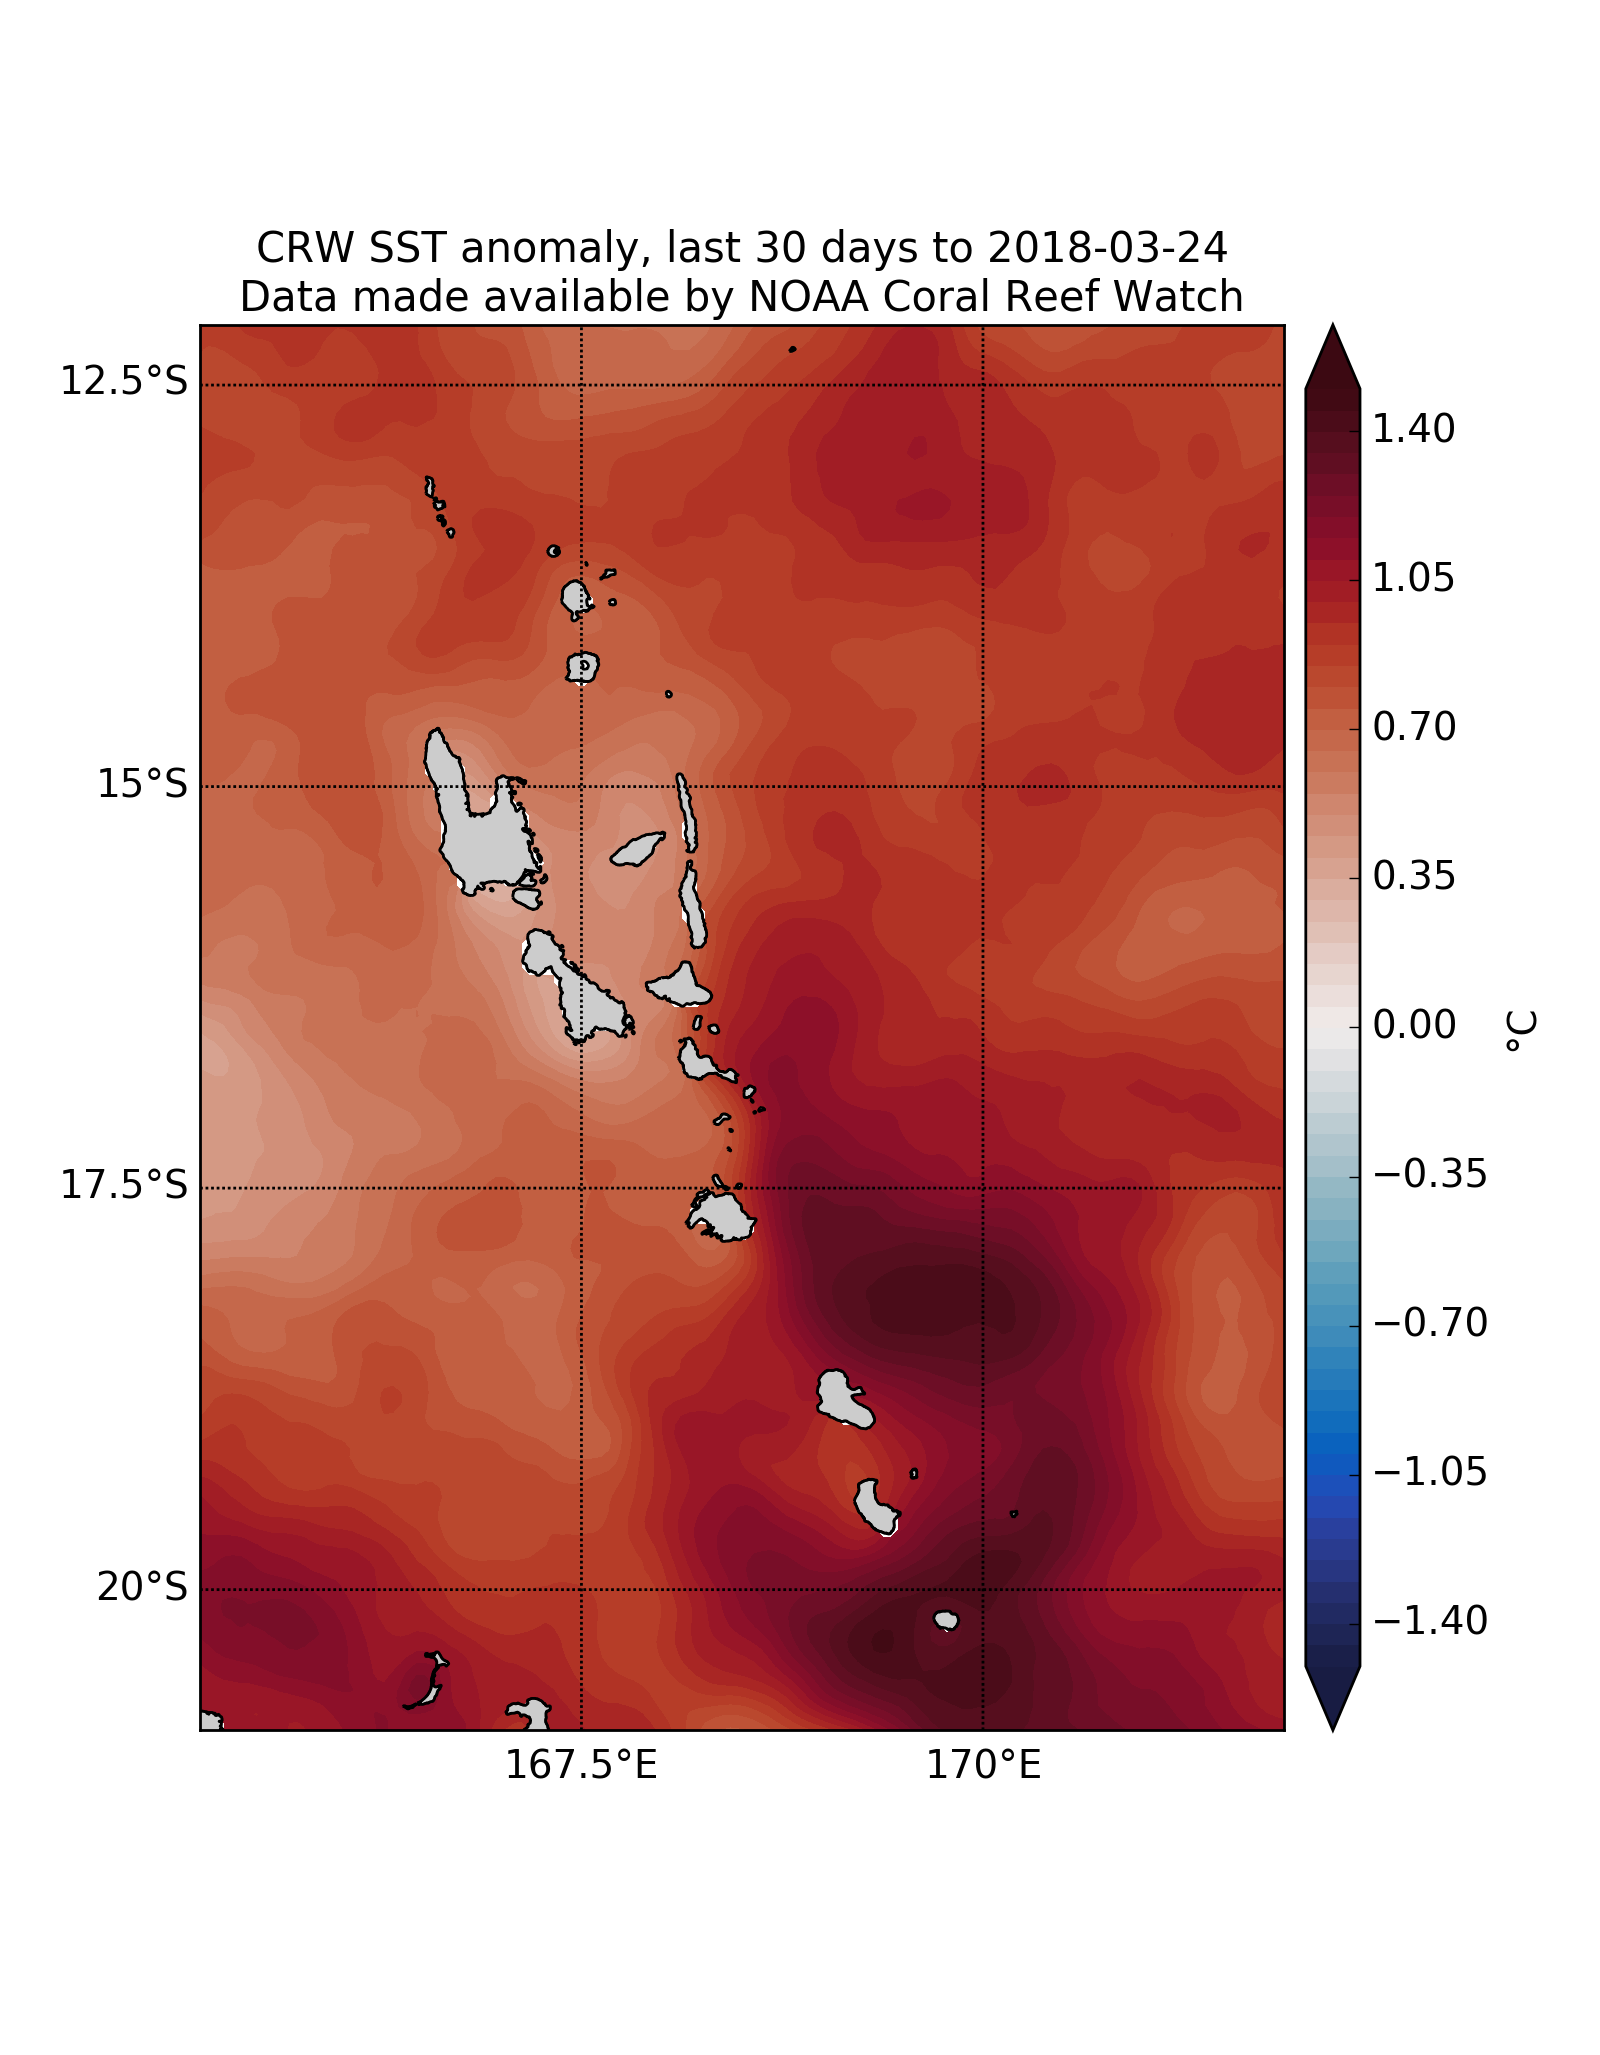 CRW SST anomaly, last 30 days to 2018-03-24
Data made available by NOAA Coral Reef Watch
12.5°S
15°S
17.5°S
20°S
167.5°E
170°E
1.40
1.05
0.70
0.35
0.00
−0.35
−0.70
−1.05
−1.40
°C